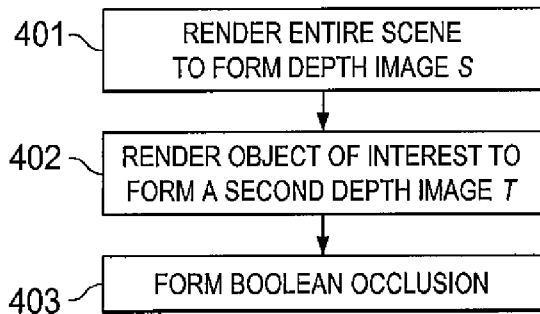 401
RENDER ENTIRE SCENE
TO FORM DEPTH IMAGE S
402
RENDER OBJECT OF INTEREST TO
FORM A SECOND DEPTH IMAGE T
403
FORM BOOLEAN OCCLUSION